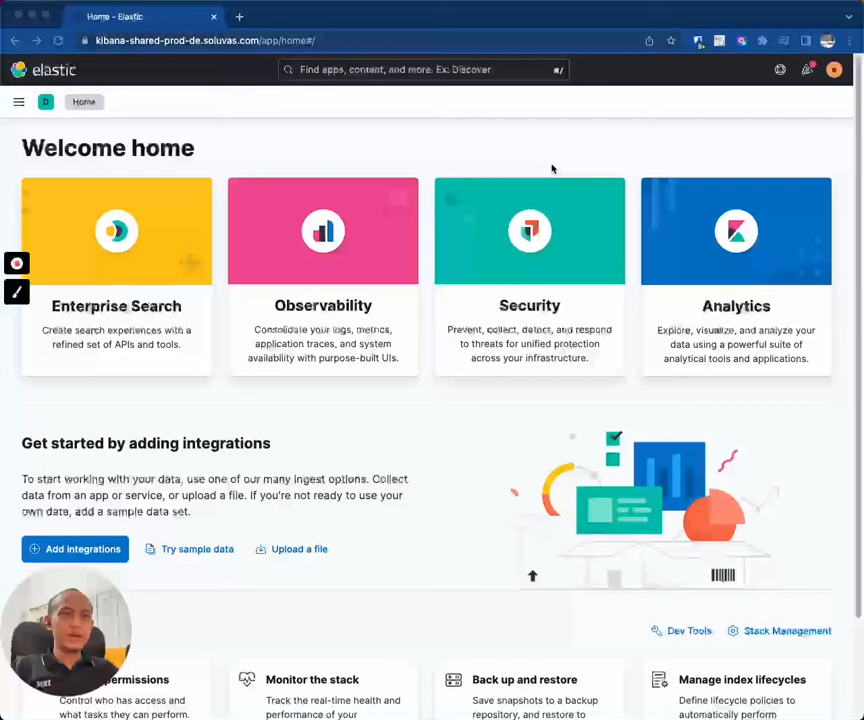 Home - Elastic
kibana-shared-prod-de.soluvas.com/app/home#/
9+
elastic
Find apps, content, and more. Ex: Discover
⌘/
e
D
Home
Welcome home
Enterprise Search
Create search experiences with a
refined set of APIs and tools.
Observability
Consolidate your logs, metrics,
application traces, and system
availability with purpose-built UIs.
Security
Prevent, collect, detect, and respond
to threats for unified protection
across your infrastructure.
Analytics
Explore, visualize, and analyze your
data using a powerful suite of
analytical tools and applications.
Get started by adding integrations
To start working with your data, use one of our many ingest options. Collect
data from an app or service, or upload a file. If you're not ready to use your
own data, add a sample data set.
Add integrations
Try sample data
Upload a file
Dev Tools
Stack Management
permissions
Control who has access and
what tasks they can perform.
Monitor the stack
Track the real-time health and
performance of your
Back up and restore
Save snapshots to a backup
repository, and restore to
Manage index lifecycles
Define lifecycle policies to
automatically perform